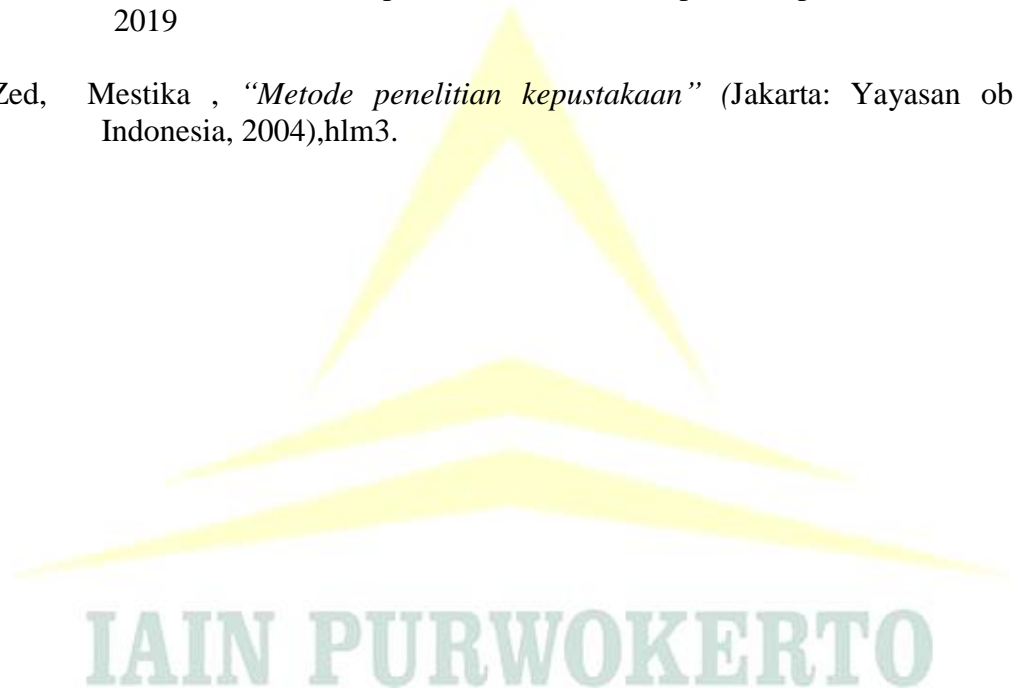 2019
Zed, Mestika , “Metode penelitian kepustakaan” (Jakarta: Yayasan ob
Indonesia, 2004),hlm3.
IAIN PURWOKERTO